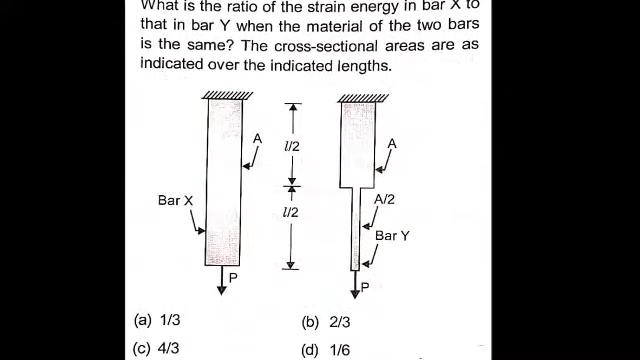 What is the ratio of the strain energy in bar X to
that in bar Y when the material of the two bars
is the same? The cross-sectional areas are as
indicated over the indicated lengths.
A
l/2
A
Bar X
l/2
A/2
Bar Y
P
P
(a) 1/3
(b) 2/3
(c) 4/3
(d) 1/6